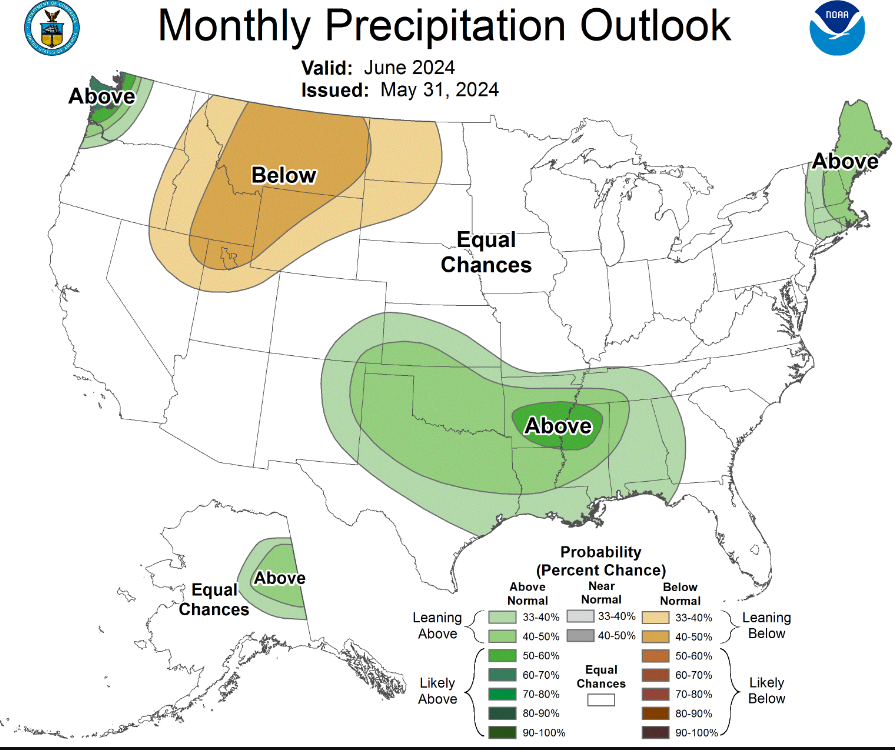 Monthly Precipitation Outlook
Valid: June 2024
Issued: May 31, 2024
NOAA
Above
Below
Above
Equal
Chances
Above
Above
Equal
Chances
Probability
(Percent Chance)
Above
Normal
Near
Normal
Below
Normal
Leaning
Above
33-40%
33-40%
33-40%
Leaning
Below
40-50%
40-50%
40-50%
Likely
Above
50-60%
60-70%
70-80%
80-90%
90-100%
Equal
Chances
50-60%
60-70%
70-80%
80-90%
90-100%
Likely
Below